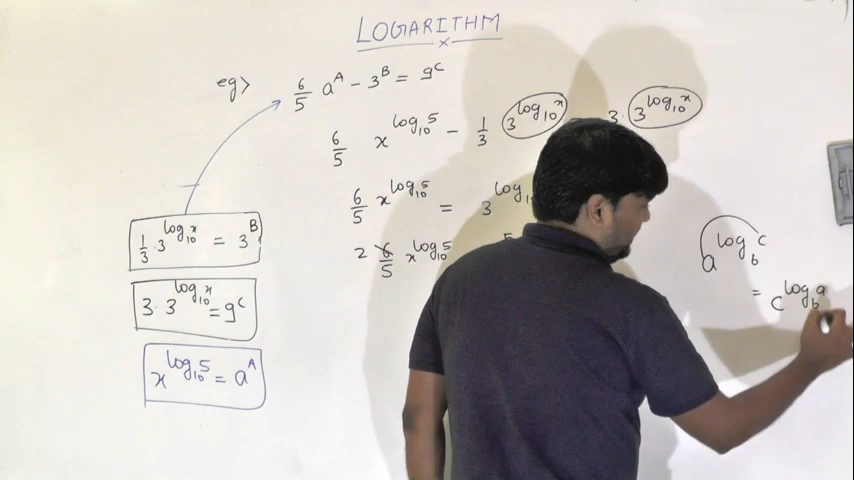 LOGARITHM
x
eg> 6/5 a^A - 3^B = 9^C
6/5 x^(log_10 5) - 1/3 3^(log_10 x) 3. 3^(log_10 x)
6/5 x^(log_10 5) = 3^(log
2 6/5 x^(log_10 5)
a^(log_b c)
= c^(log_b a)
1/3 . 3^(log_10 x) = 3^B
3. 3^(log_10 x) = 9^C
x^(log_10 5) = a^A